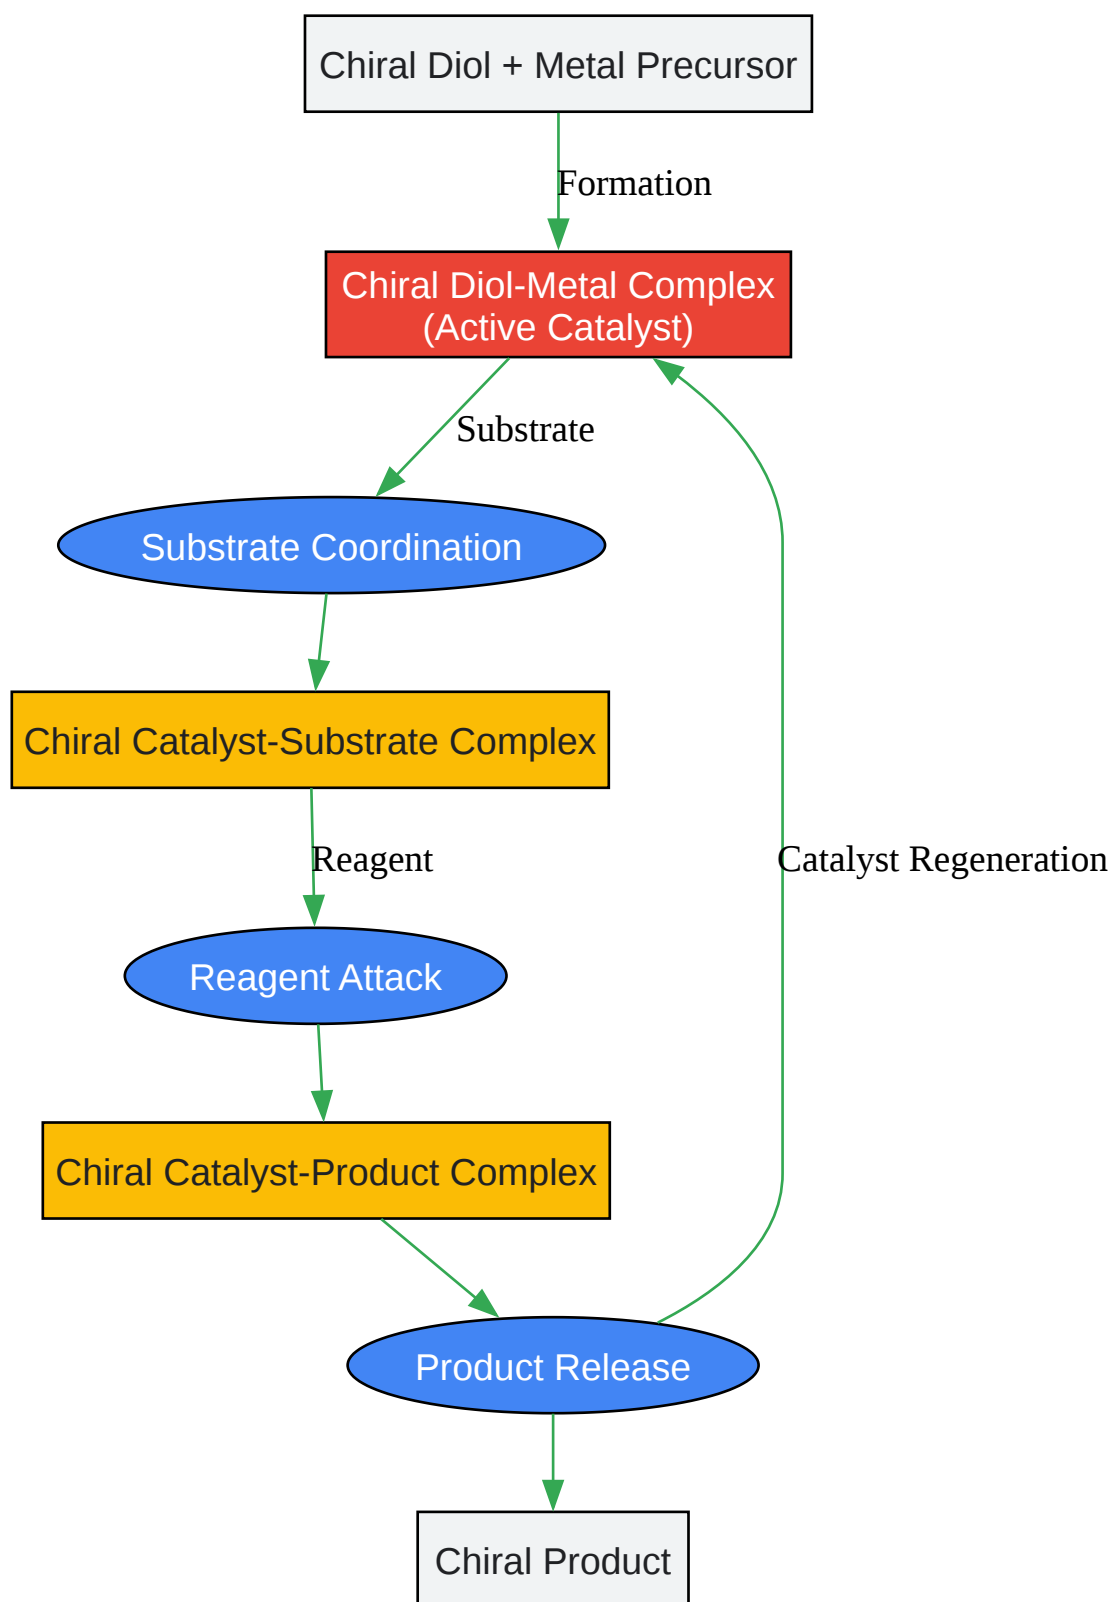 Chiral Diol + Metal Precursor
Formation
Chiral Diol-Metal Complex
(Active Catalyst)
Substrate
Substrate Coordination
Chiral Catalyst-Substrate Complex
Reagent
Catalyst Regeneration
Reagent Attack
Chiral Catalyst-Product Complex
Product Release
Chiral Product